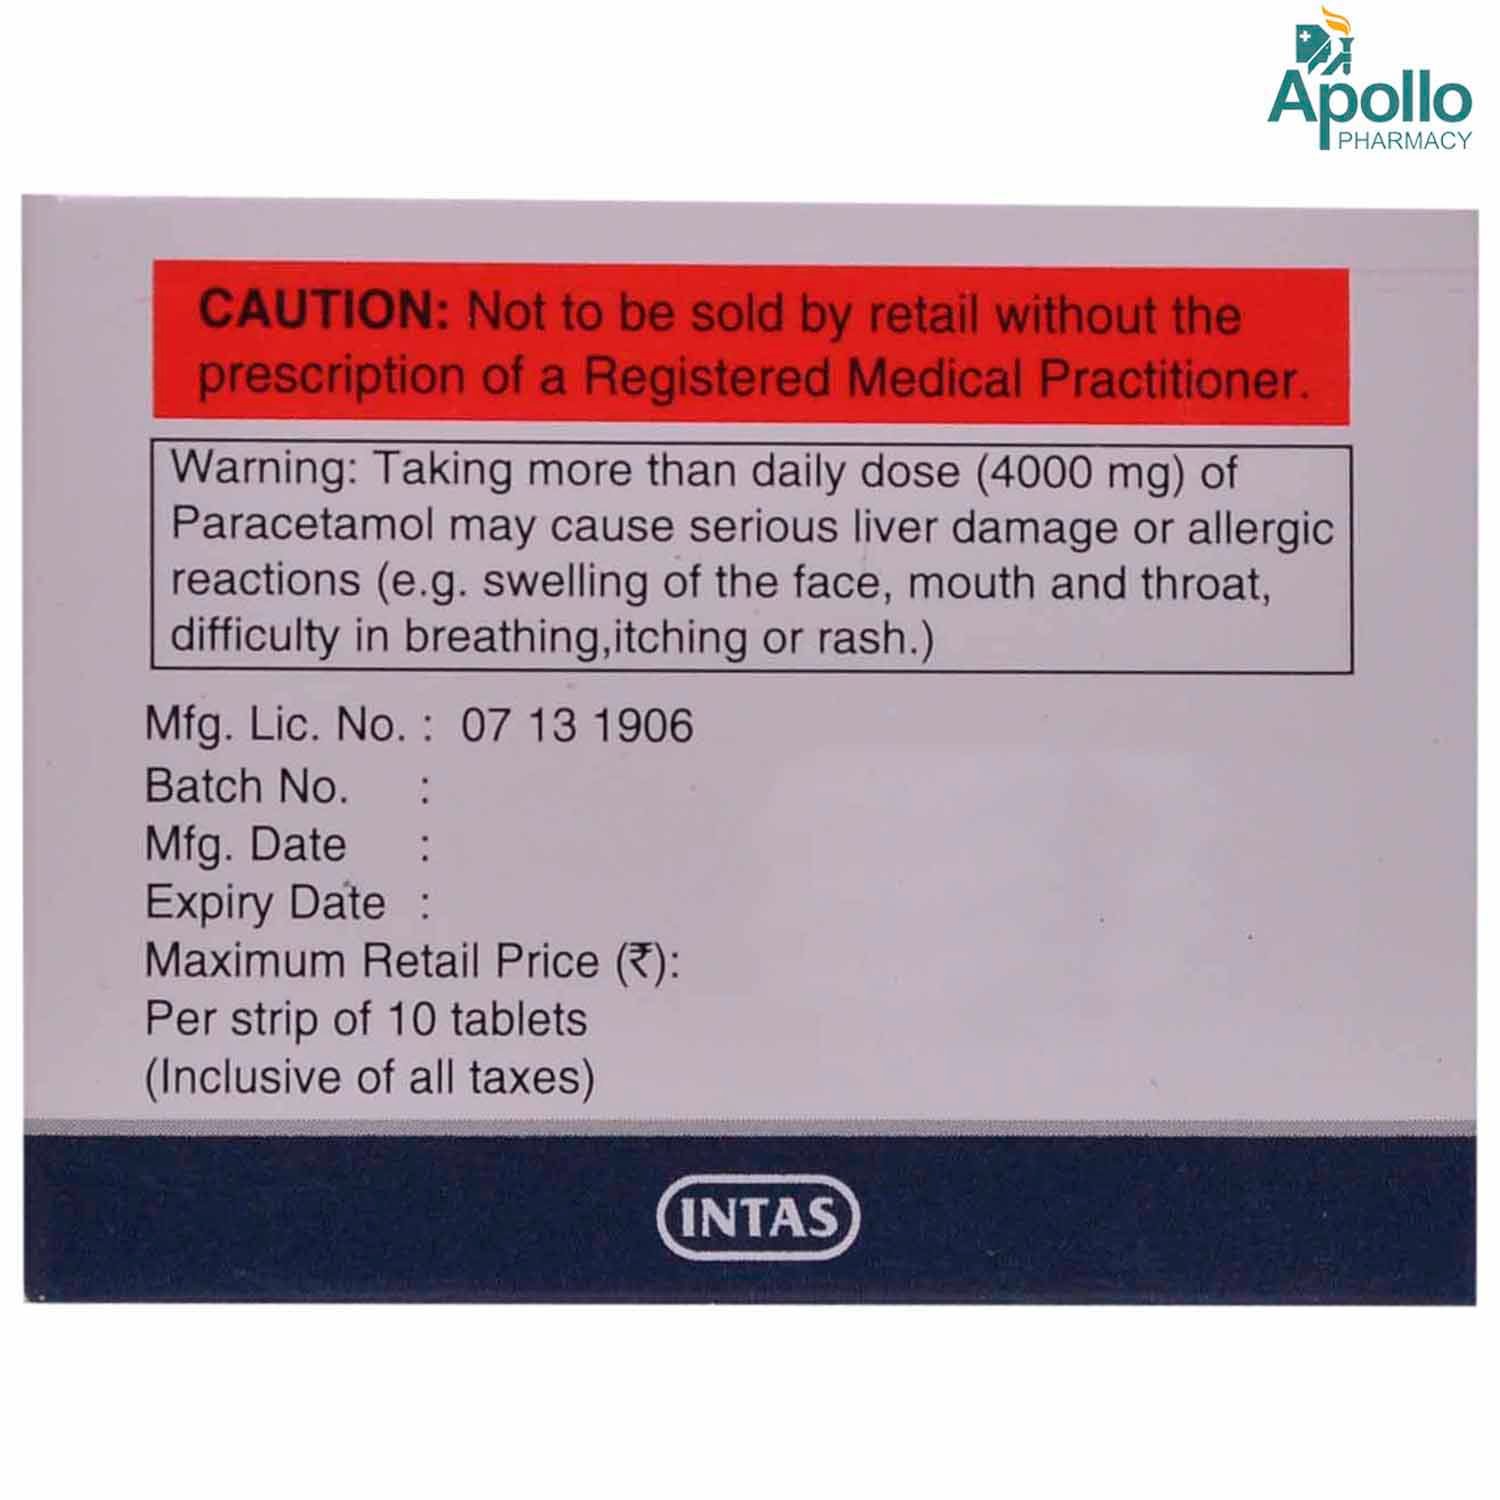 Apollo
PHARMACY
CAUTION: Not to be sold by retail without the
prescription of a Registered Medical Practitioner.
Warning: Taking more than daily dose (4000 mg) of
Paracetamol may cause serious liver damage or allergic
reactions (e.g. swelling of the face, mouth and throat,
difficulty in breathing,itching or rash.)
Mfg. Lic. No. : 07 13 1906
Batch No. :
Mfg. Date :
Expiry Date :
Maximum Retail Price (₹):
Per strip of 10 tablets
(Inclusive of all taxes)
INTAS